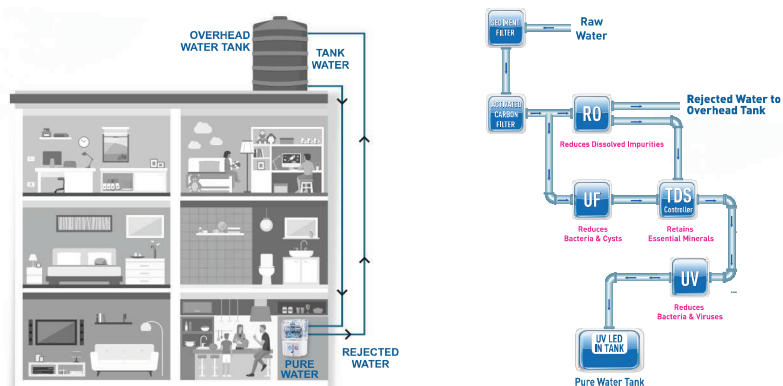 OVERHEAD
WATER TANK
TANK
WATER
PURE
WATER
REJECTED
WATER
SEDIMENT
FILTER
Raw
Water
ACTIVATED
CARBON
FILTER
RO
Rejected Water to
Overhead Tank
Reduces Dissolved Impurities
UF
Reduces
Bacteria & Cysts
TDS
Controller
Retains
Essential Minerals
UV
...
Reduces
Bacteria & Viruses
UV LED
IN TANK
Pure Water Tank